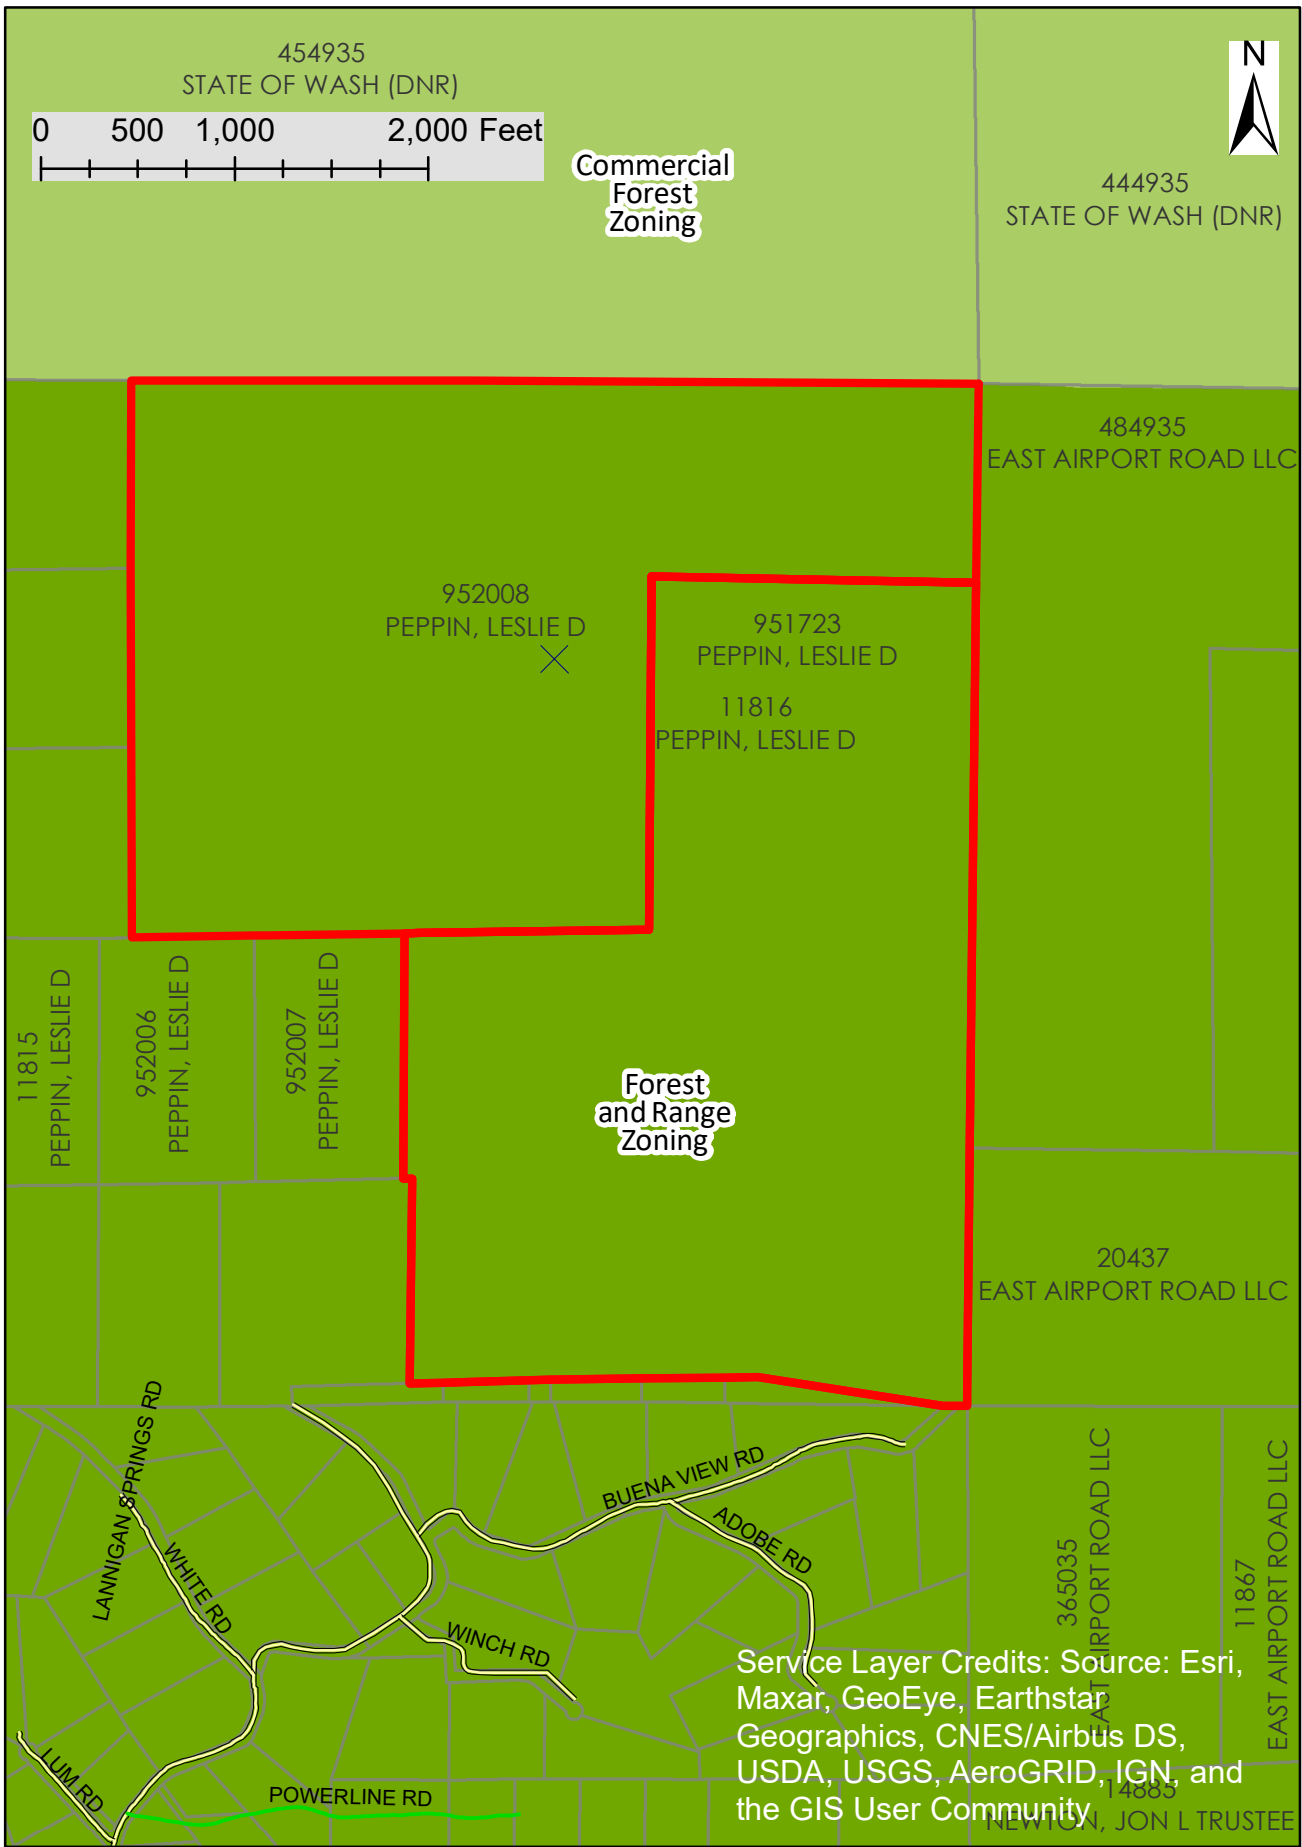 454935
STATE OF WASH (DNR)
N
0 500 1,000 2,000 Feet
Commercial
Forest
Zoning
444935
STATE OF WASH (DNR)
484935
EAST AIRPORT ROAD LLC
952008
PEPPIN, LESLIE D
951723
PEPPIN, LESLIE D
11816
PEPPIN, LESLIE D
11815
PEPPIN, LESLIE D
952006
PEPPIN, LESLIE D
952007
PEPPIN, LESLIE D
Forest
and Range
Zoning
20437
EAST AIRPORT ROAD LLC
LANNIGAN SPRINGS RD
WHITE RD
BUENA VIEW RD
ADOBE RD
WINCH RD
LUM RD
POWERLINE RD
365035
EAST AIRPORT ROAD LLC
11867
EAST AIRPORT ROAD LLC
Service Layer Credits: Source: Esri,
Maxar, GeoEye, Earthstar
Geographics, CNES/Airbus DS,
USDA, USGS, AeroGRID, IGN, and
the GIS User Community
14885
NEWTON, JON L TRUSTEE